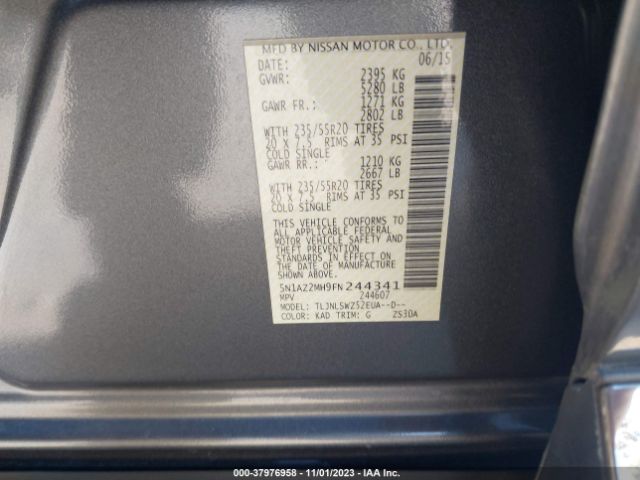 MFD BY NISSAN MOTOR CO., LTD.
DATE: 06/15
GVWR: 2395 KG
5280 LB
GAWR FR.: 1271 KG
2802 LB
WITH 235/55R20 TIRES
20 X 7.5 RIMS AT 35 PSI
COLD SINGLE
GAWR RR.: 1210 KG
2667 LB
WITH 235/55R20 TIRES
20 X 7.5 RIMS AT 35 PSI
COLD SINGLE
THIS VEHICLE CONFORMS TO
ALL APPLICABLE FEDERAL
MOTOR VEHICLE SAFETY AND
THEFT PREVENTION
STANDARDS IN EFFECT ON
THE DATE OF MANUFACTURE
SHOWN ABOVE.
5N1AZ2MH9FN244341
MPV 244607
MODEL: TLJNLSWZ52EUA--D--
COLOR: KAD TRIM: G ZS3DA
000-37976958 - 11/01/2023 - IAA Inc.